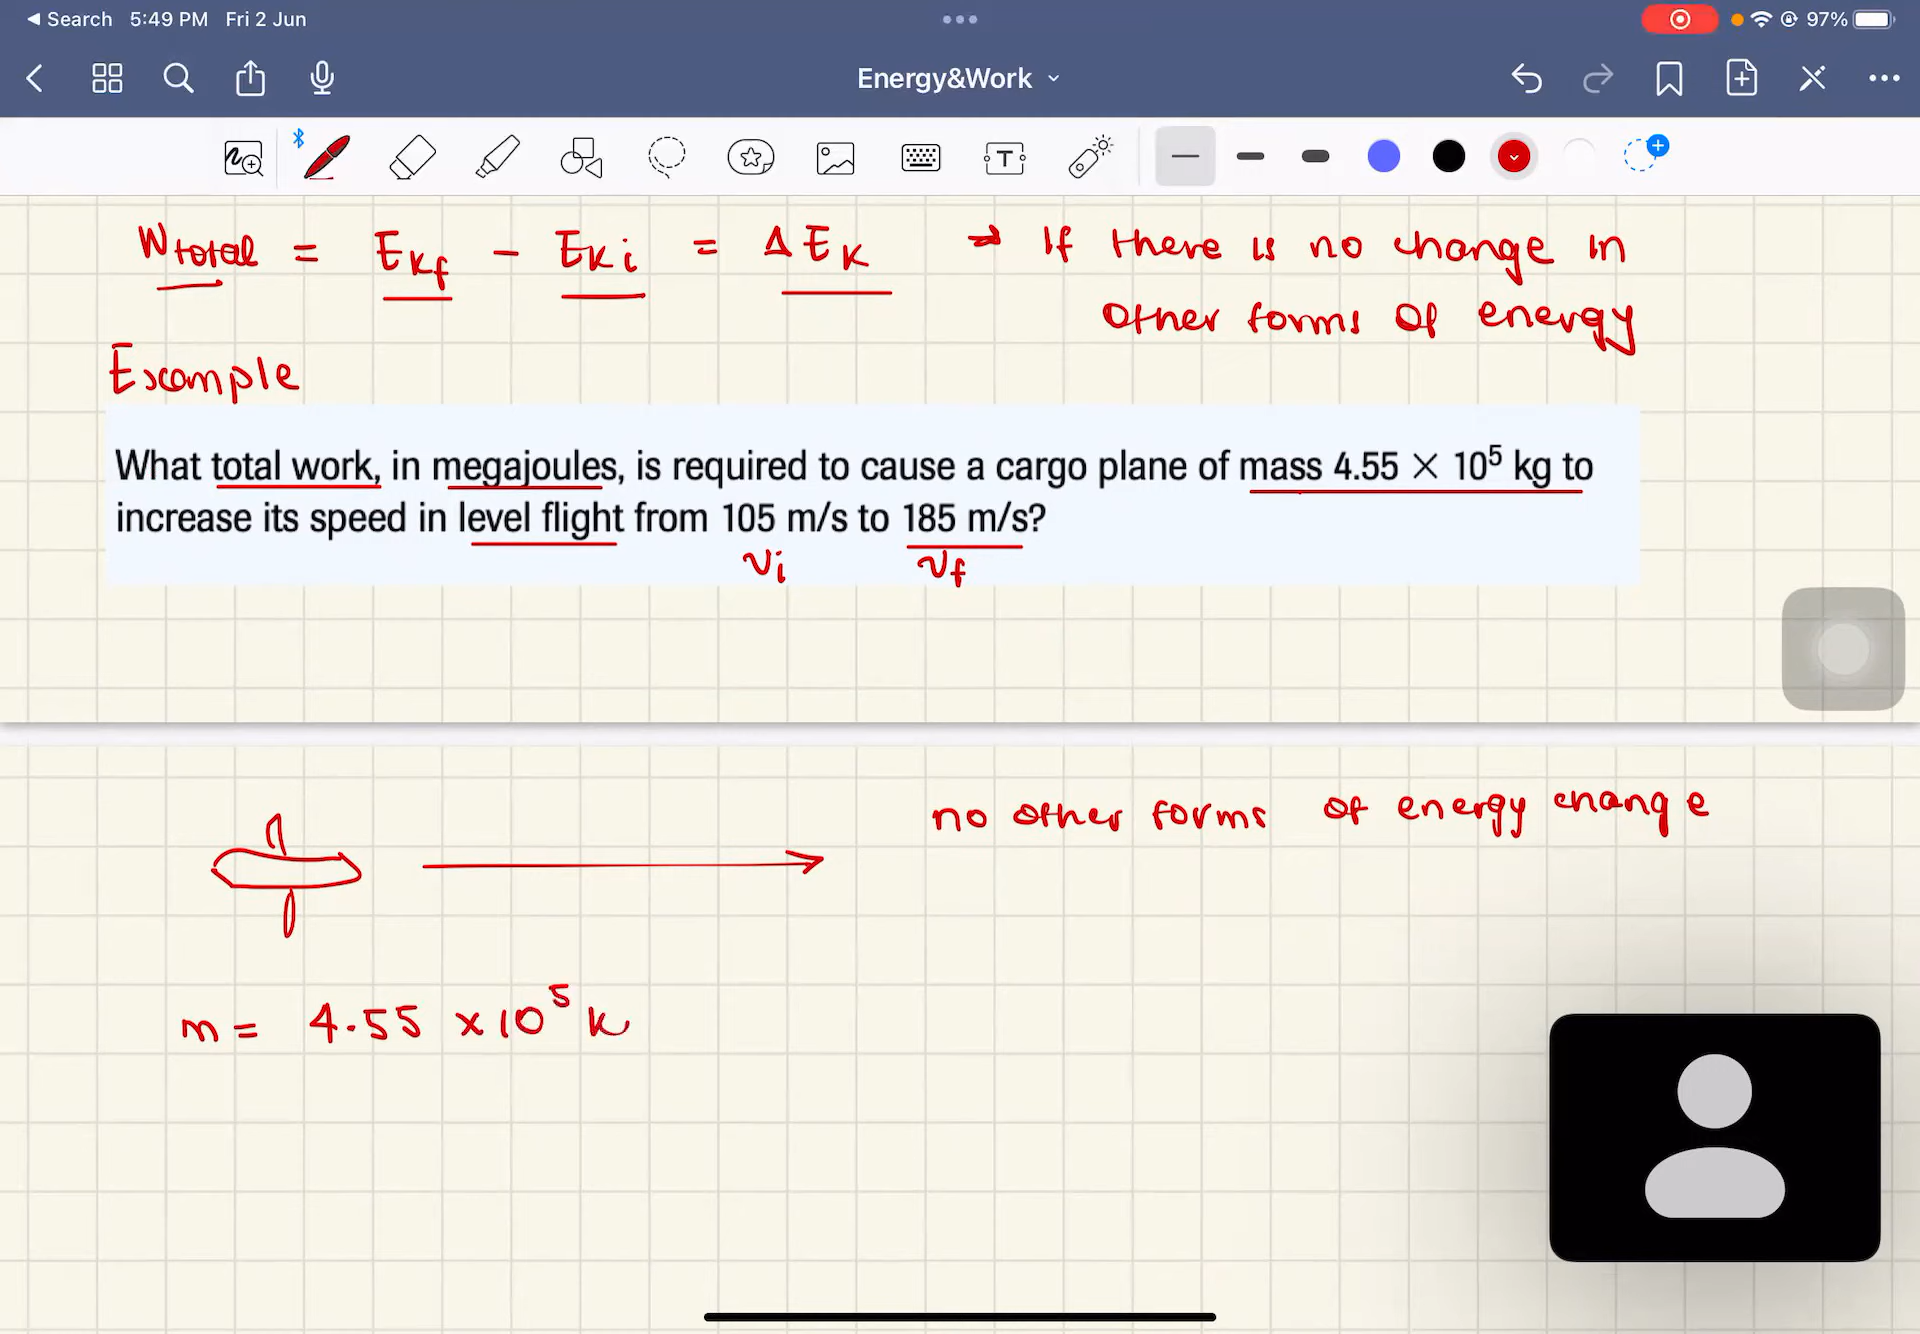 Search 5:49 PM Fri 2 Jun 97%
Energy&Work
T
W total = Ekf - Eki = ΔEk → If there is no change in
other forms of energy
Example
What total work, in megajoules, is required to cause a cargo plane of mass 4.55 × 10⁵ kg to
increase its speed in level flight from 105 m/s to 185 m/s?
vi vf
no other forms of energy change
m = 4.55 × 10⁵ k